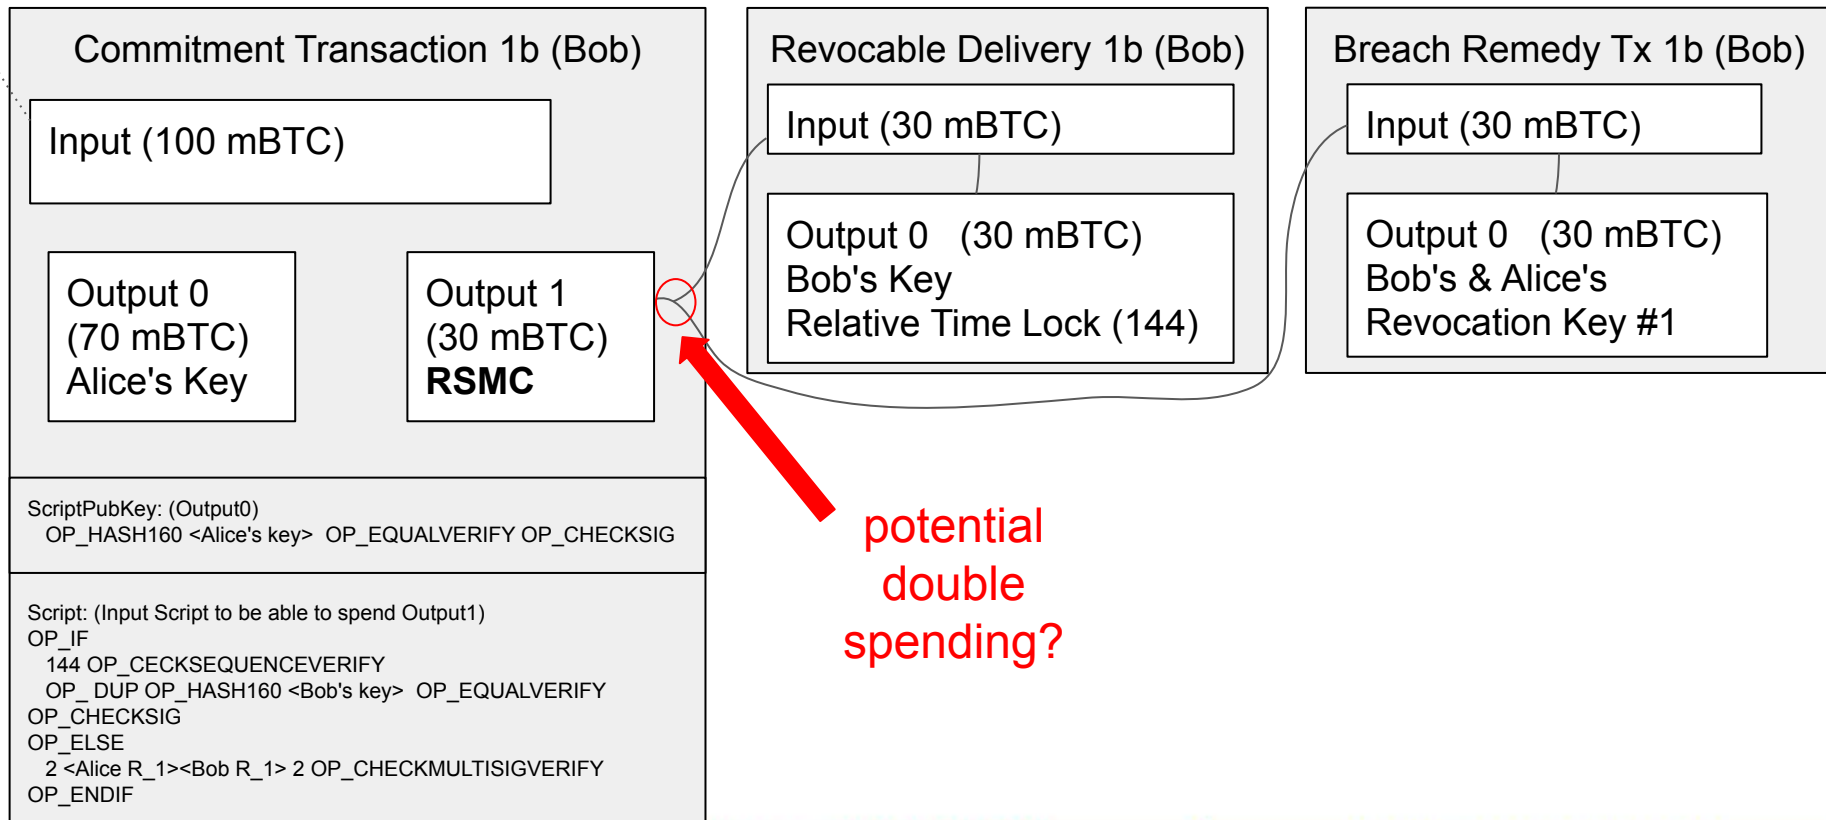 Commitment Transaction 1b (Bob)
Input (100 mBTC)
Output 0
(70 mBTC)
Alice's Key
Output 1
(30 mBTC)
RSMC
ScriptPubKey: (Output0)
OP_HASH160 <Alice's key>  OP_EQUALVERIFY OP_CHECKSIG
Script: (Input Script to be able to spend Output1)
OP_IF
144 OP_CECKSEQUENCEVERIFY
OP_ DUP OP_HASH160 <Bob's key>  OP_EQUALVERIFY
OP_CHECKSIG
OP_ELSE
2 <Alice R_1><Bob R_1> 2 OP_CHECKMULTISIGVERIFY
OP_ENDIF
Revocable Delivery 1b (Bob)
Input (30 mBTC)
Output 0   (30 mBTC)
Bob's Key
Relative Time Lock (144)
Breach Remedy Tx 1b (Bob)
Input (30 mBTC)
Output 0   (30 mBTC)
Bob's & Alice's
Revocation Key #1
potential
double
spending?